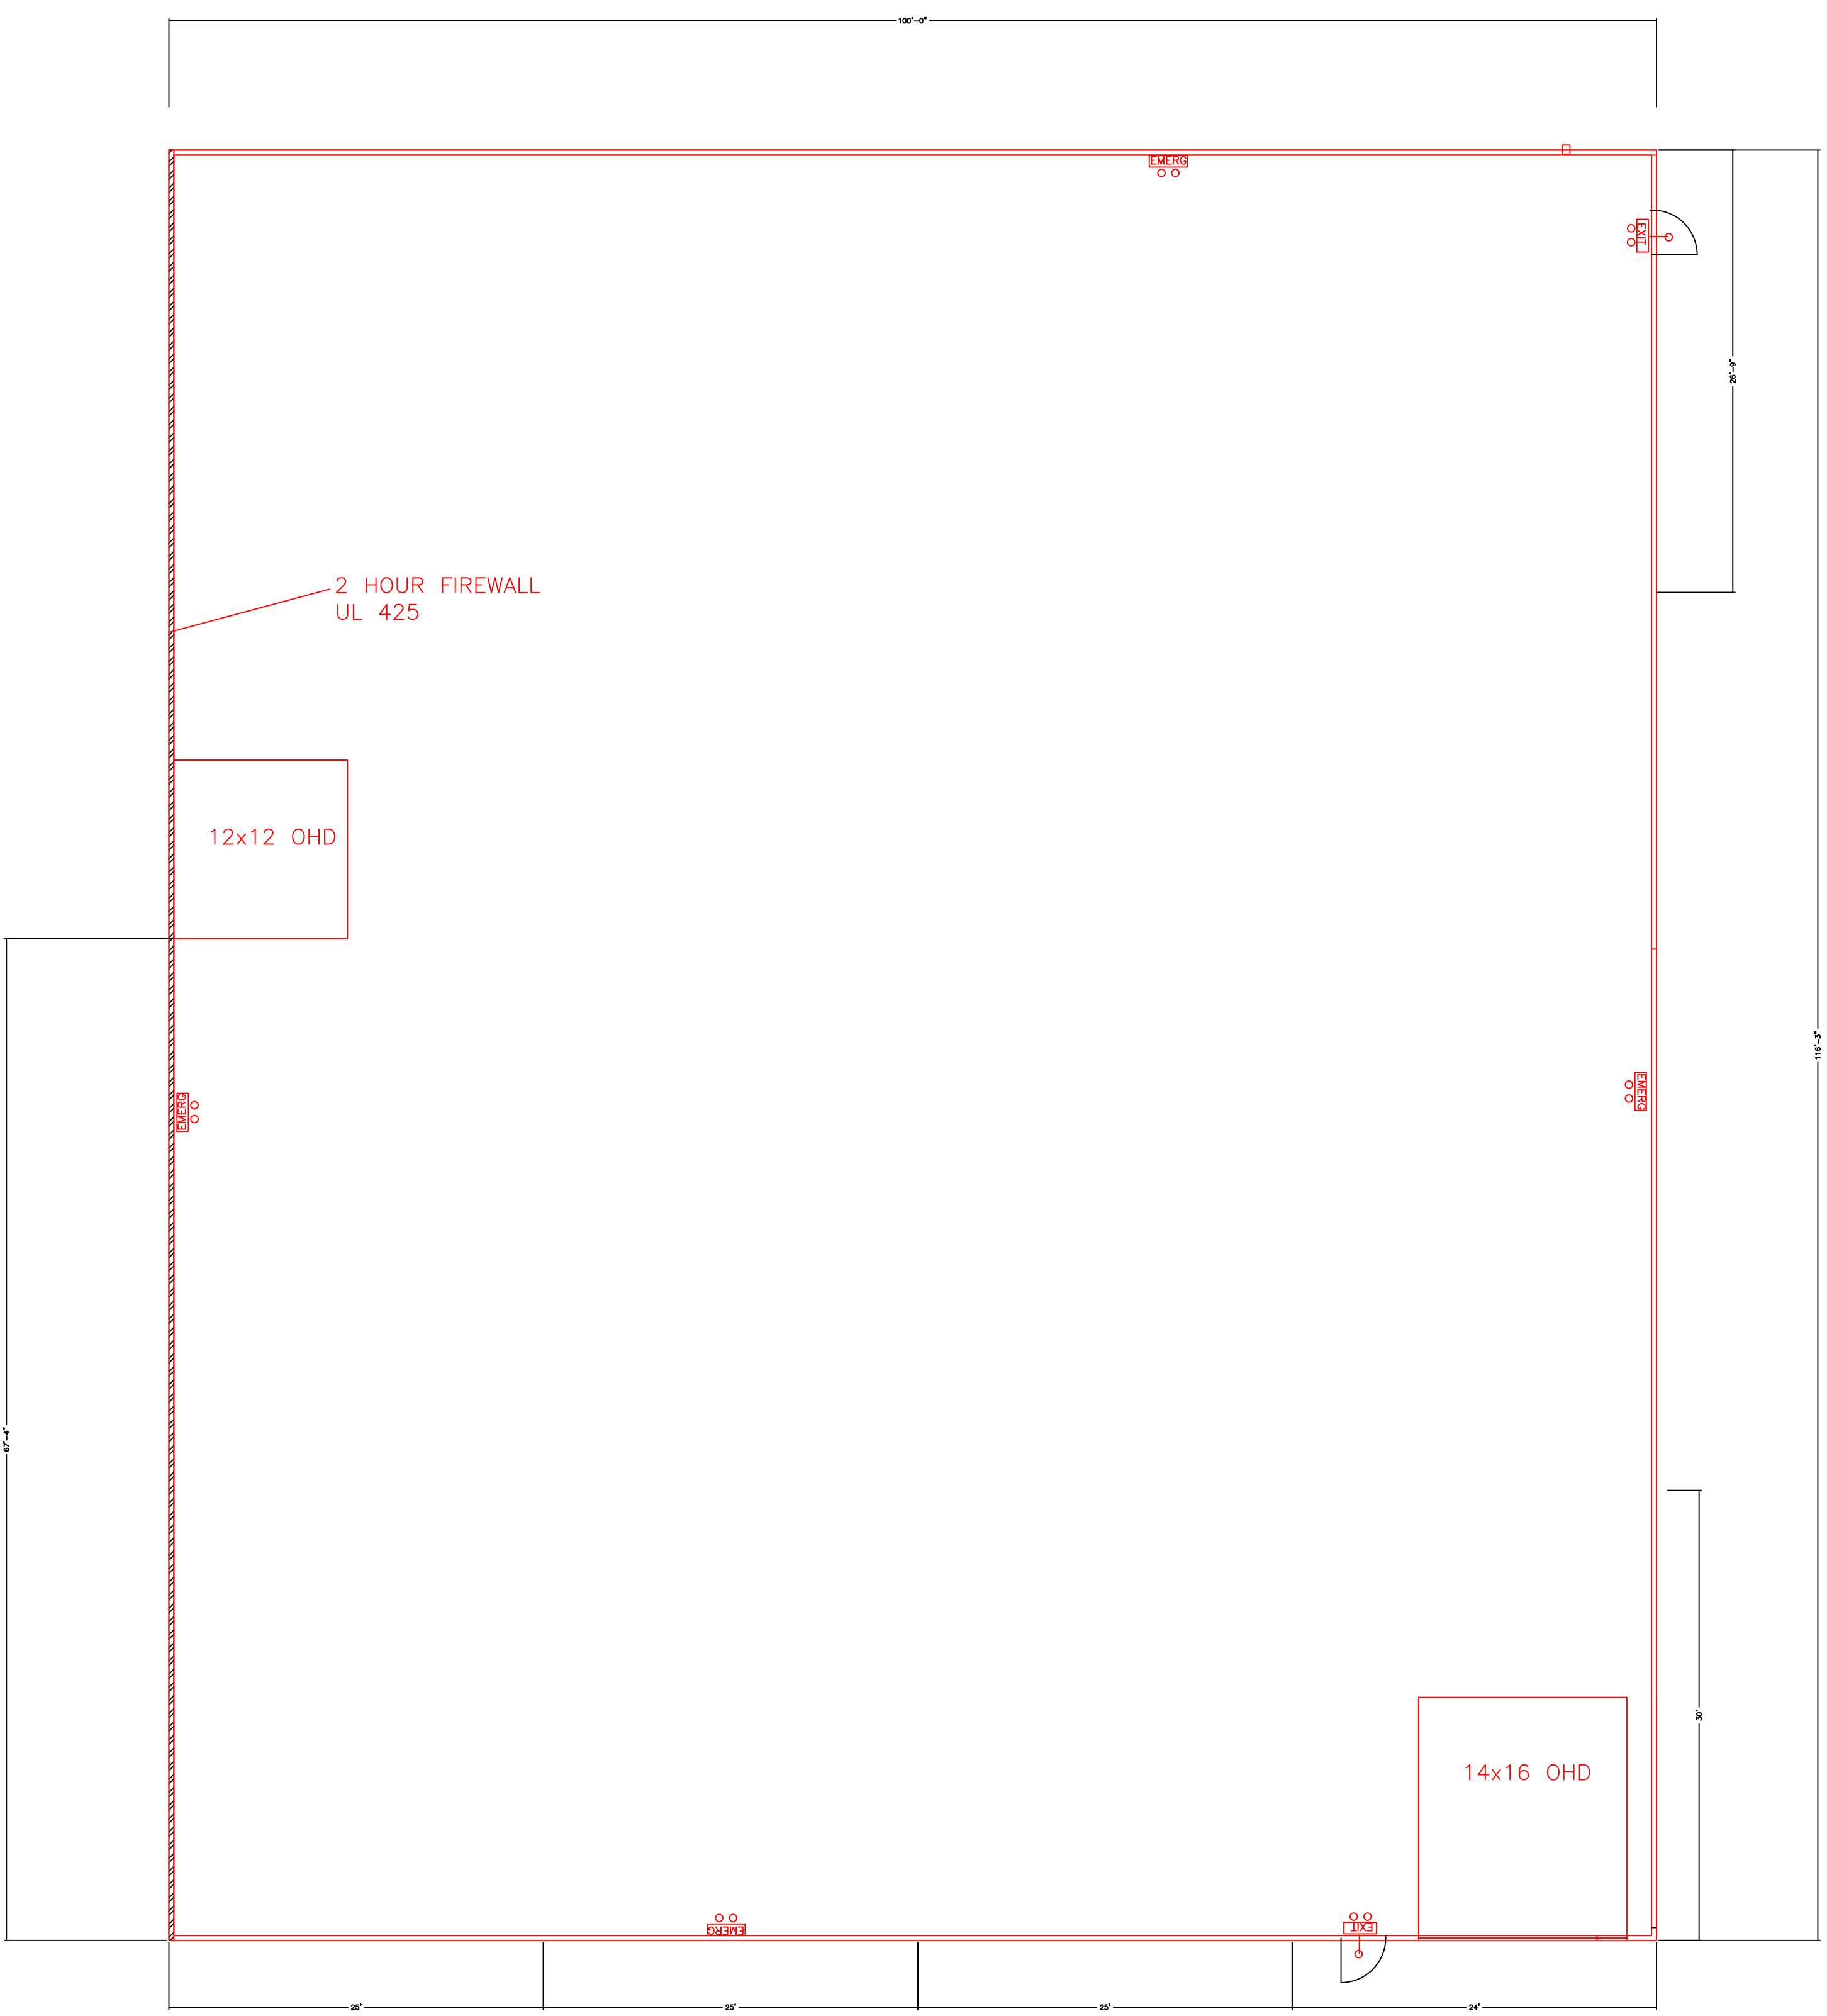 100'-0"
EMERG
EXIT
26'-9"
2 HOUR FIREWALL
UL 425
12x12 OHD
116'-3"
EMERG
EMERG
67'-4"
30'
14x16 OHD
EMERG
EXIT
25'
25'
25'
24'